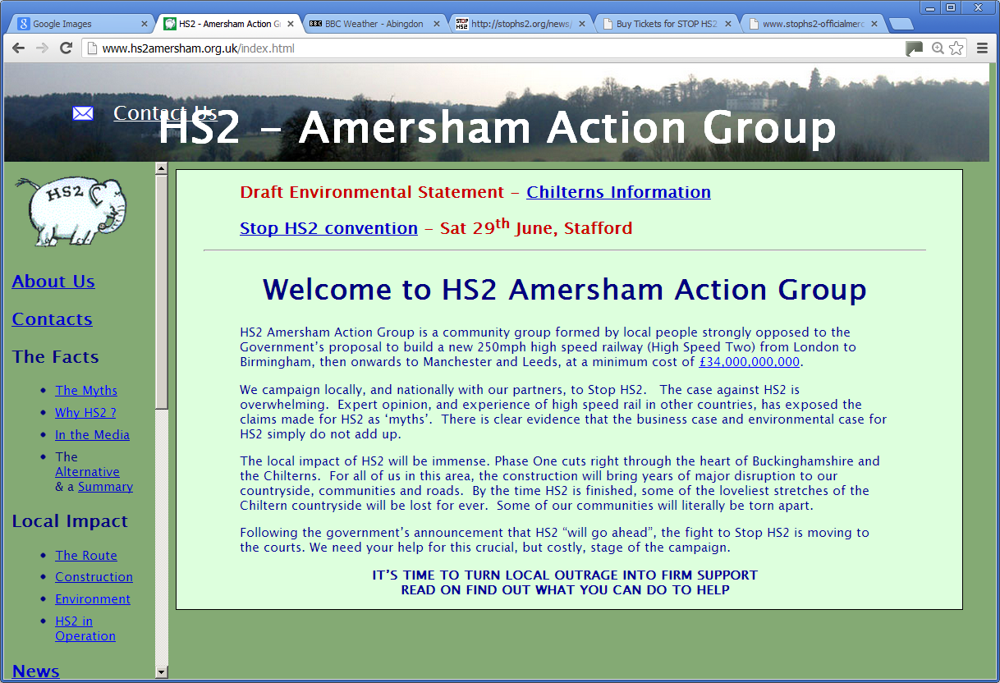 Google Images
HS2 - Amersham Action G
BBC Weather - Abingdon
STOP HS2
http://stophs2.org/news/
Buy Tickets for STOP HS2
www.stophs2-officialmerc
www.hs2amersham.org.uk/index.html
Contact Us
HS2 – Amersham Action Group
HS2
About Us
Contacts
The Facts
• The Myths
• Why HS2 ?
• In the Media
• The
Alternative
& a Summary
Local Impact
• The Route
• Construction
• Environment
• HS2 in
Operation
News
Draft Environmental Statement – Chilterns Information
Stop HS2 convention – Sat 29th June, Stafford
Welcome to HS2 Amersham Action Group
HS2 Amersham Action Group is a community group formed by local people strongly opposed to the
Government’s proposal to build a new 250mph high speed railway (High Speed Two) from London to
Birmingham, then onwards to Manchester and Leeds, at a minimum cost of £34,000,000,000.
We campaign locally, and nationally with our partners, to Stop HS2.   The case against HS2 is
overwhelming.  Expert opinion, and experience of high speed rail in other countries, has exposed the
claims made for HS2 as ‘myths’.  There is clear evidence that the business case and environmental case for
HS2 simply do not add up.
The local impact of HS2 will be immense. Phase One cuts right through the heart of Buckinghamshire and
the Chilterns.  For all of us in this area, the construction will bring years of major disruption to our
countryside, communities and roads.  By the time HS2 is finished, some of the loveliest stretches of the
Chiltern countryside will be lost for ever.  Some of our communities will literally be torn apart.
Following the government’s announcement that HS2 “will go ahead”, the fight to Stop HS2 is moving to
the courts. We need your help for this crucial, but costly, stage of the campaign.
IT’S TIME TO TURN LOCAL OUTRAGE INTO FIRM SUPPORT
READ ON FIND OUT WHAT YOU CAN DO TO HELP